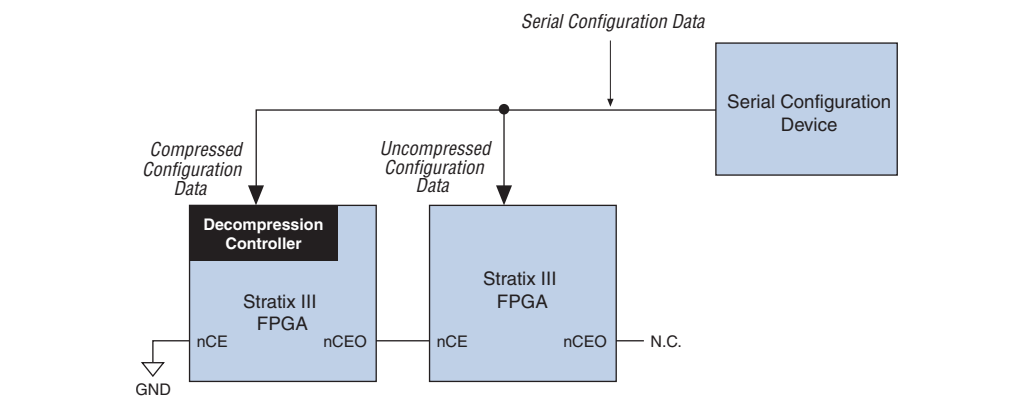 Serial Configuration Data
Serial Configuration
Device
Compressed
Configuration
Data
Uncompressed
Configuration
Data
Decompression
Controller
Stratix III
FPGA
nCE
nCEO
Stratix III
FPGA
nCE
nCEO
N.C.
GND